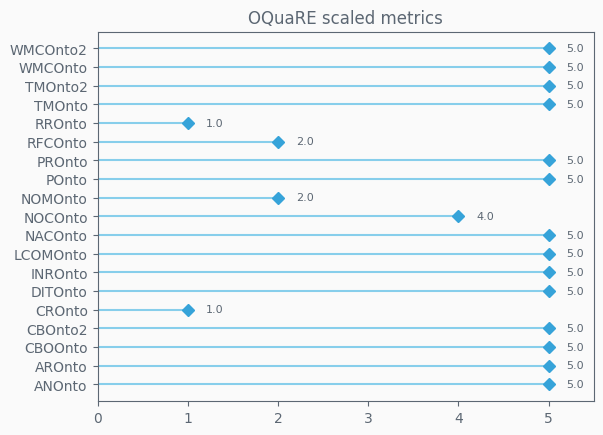 OQuaRE scaled metrics
WMCOnto2 5.0
WMCOnto 5.0
TMOnto2 5.0
TMOnto 5.0
RROnto 1.0
RFCOnto 2.0
PROnto 5.0
POnto 5.0
NOMOnto 2.0
NOCOnto 4.0
NACOnto 5.0
LCOMOnto 5.0
INROnto 5.0
DITOnto 5.0
CROnto 1.0
CBOnto2 5.0
CBOOnto 5.0
AROnto 5.0
ANOnto 5.0
0 1 2 3 4 5